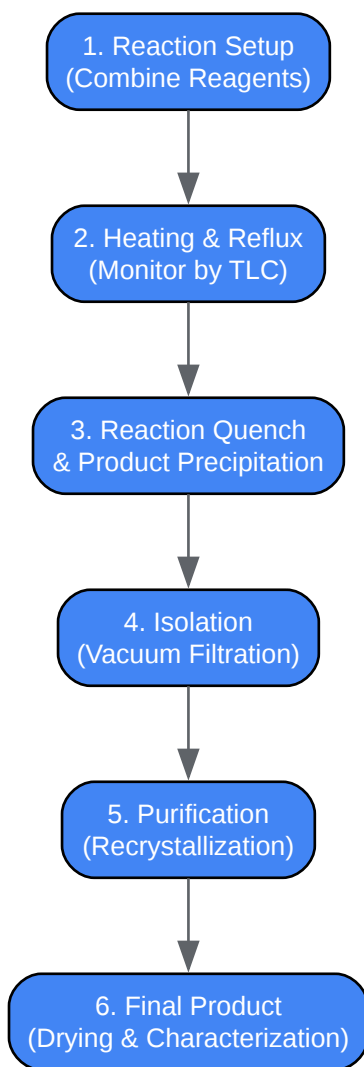 1. Reaction Setup
(Combine Reagents)
2. Heating & Reflux
(Monitor by TLC)
3. Reaction Quench
& Product Precipitation
4. Isolation
(Vacuum Filtration)
5. Purification
(Recrystallization)
6. Final Product
(Drying & Characterization)